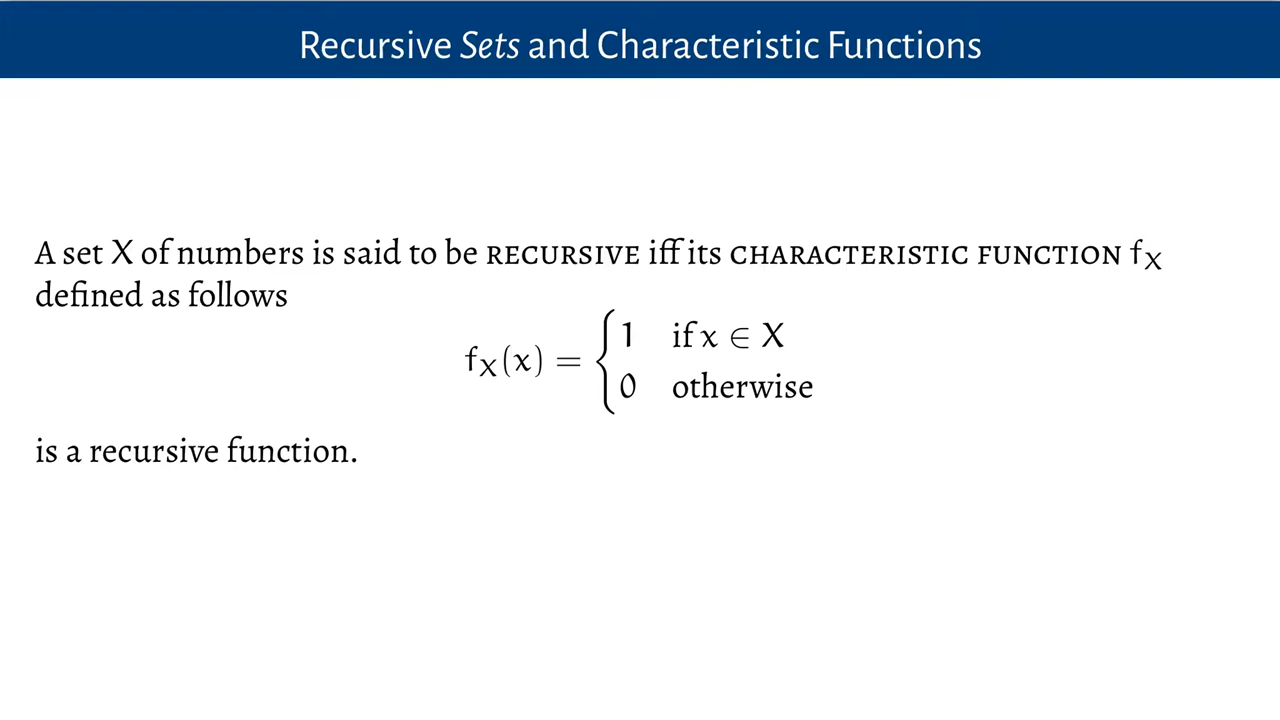 Recursive Sets and Characteristic Functions
A set X of numbers is said to be RECURSIVE iff its CHARACTERISTIC FUNCTION f_X
defined as follows
f_X(x) = { 1 if x ∈ X
0 otherwise
is a recursive function.